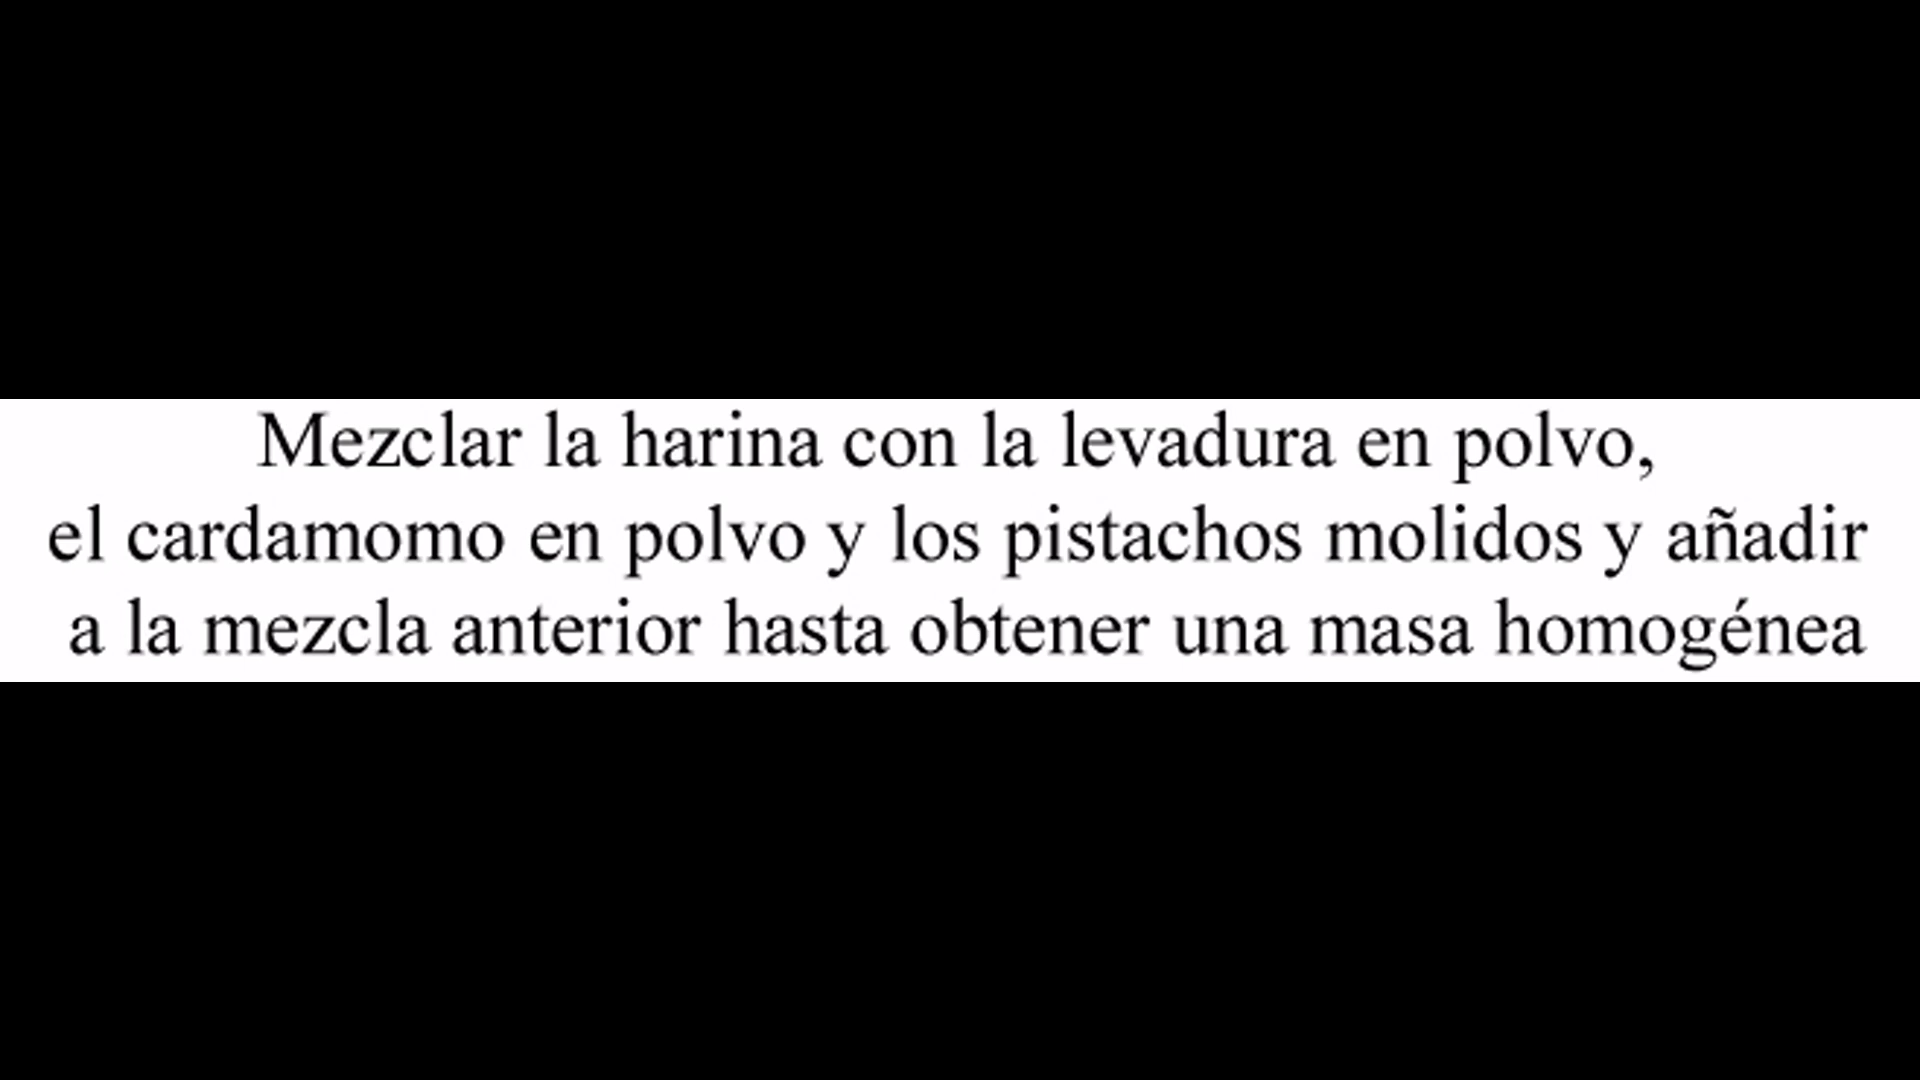 Mezclar la harina con la levadura en polvo,
el cardamomo en polvo y los pistachos molidos y añadir
a la mezcla anterior hasta obtener una masa homogénea